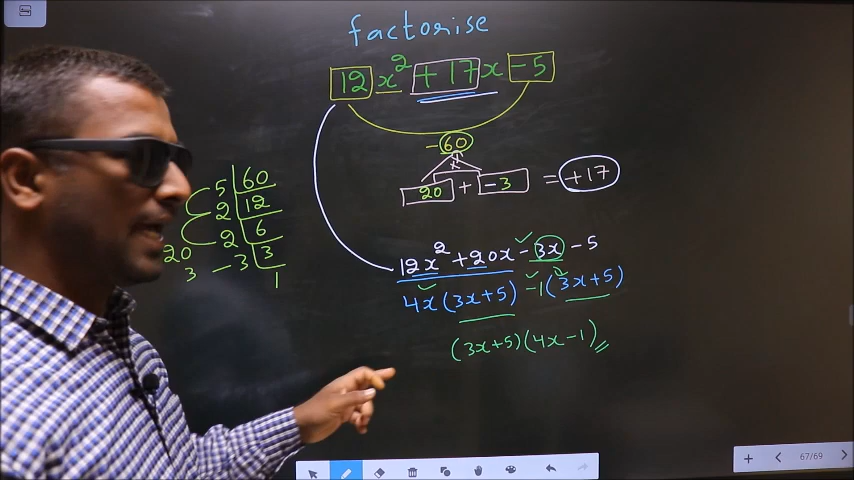 factorise
12x² + 17x - 5
- 60
20 + -3 = +17
5 | 60
2 | 12
2 | 6
3 | 3
1
20
3
12x² + 20x - 3x - 5
4x(3x+5) -1(3x+5)
(3x+5)(4x-1)
67/69